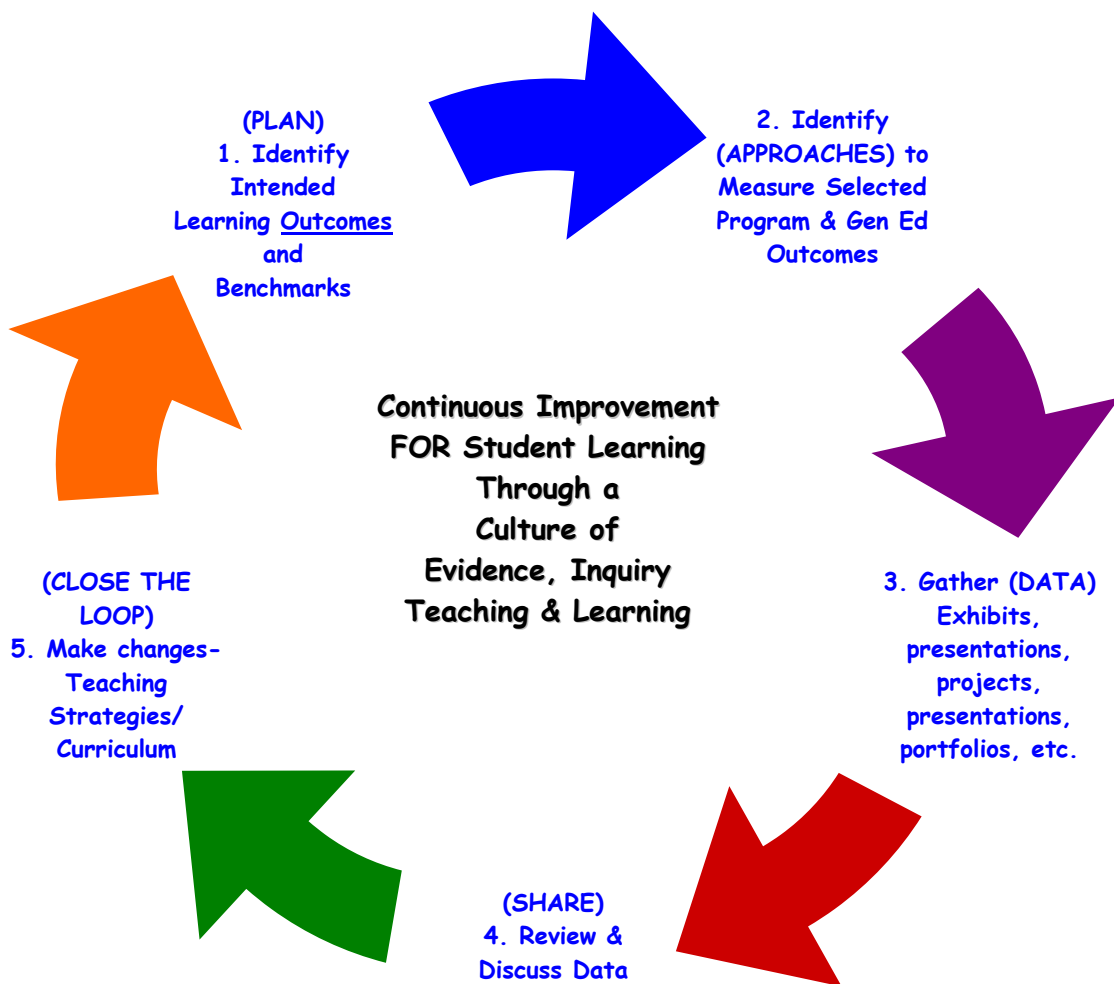 (PLAN)
1. Identify
Intended
Learning Outcomes
and
Benchmarks
2. Identify
(APPROACHES) to
Measure Selected
Program & Gen Ed
Outcomes
Continuous Improvement
FOR Student Learning
Through a
Culture of
Evidence, Inquiry
Teaching & Learning
3. Gather (DATA)
Exhibits,
presentations,
projects,
presentations,
portfolios, etc.
(SHARE)
4. Review &
Discuss Data
(CLOSE THE
LOOP)
5. Make changes-
Teaching
Strategies/
Curriculum